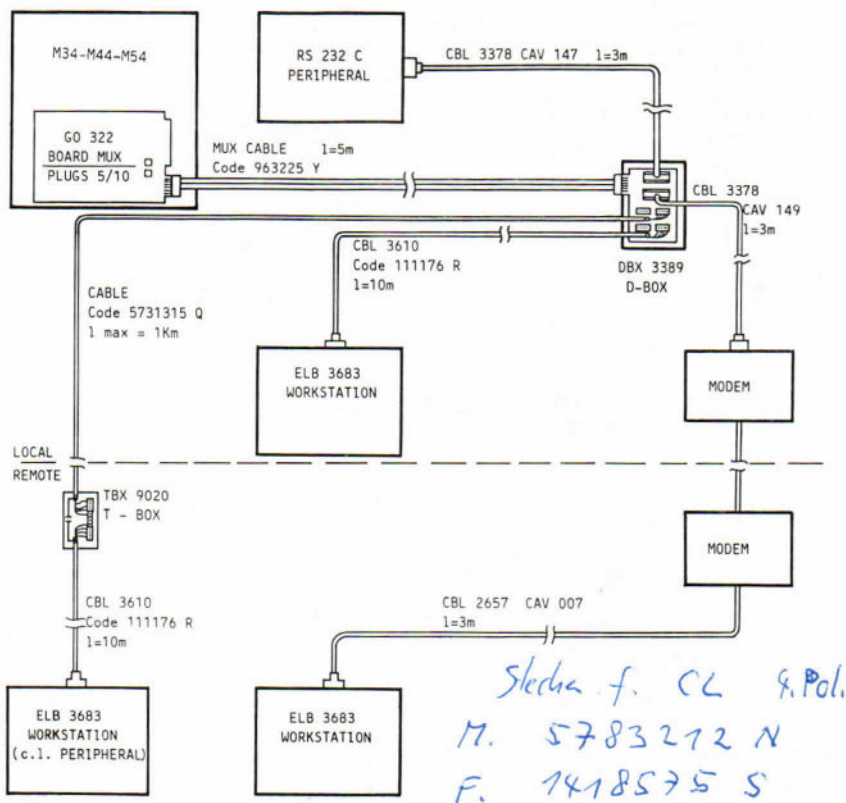 M34-M44-M54
GO 322
BOARD MUX
PLUGS 5/10
RS 232 C
PERIPHERAL
CBL 3378 CAV 147 l=3m
MUX CABLE l=5m
Code 963225 Y
CBL 3378
CAV 149
l=3m
CBL 3610
Code 111176 R
l=10m
DBX 3389
D-BOX
CABLE
Code 5731315 Q
l max = 1Km
ELB 3683
WORKSTATION
MODEM
LOCAL
REMOTE
TBX 9020
T - BOX
MODEM
CBL 3610
Code 111176 R
l=10m
CBL 2657 CAV 007
l=3m
ELB 3683
WORKSTATION
(c.l. PERIPHERAL)
ELB 3683
WORKSTATION
f. CL 4.Pol.
M. 5783212 N
F. 1418575 S